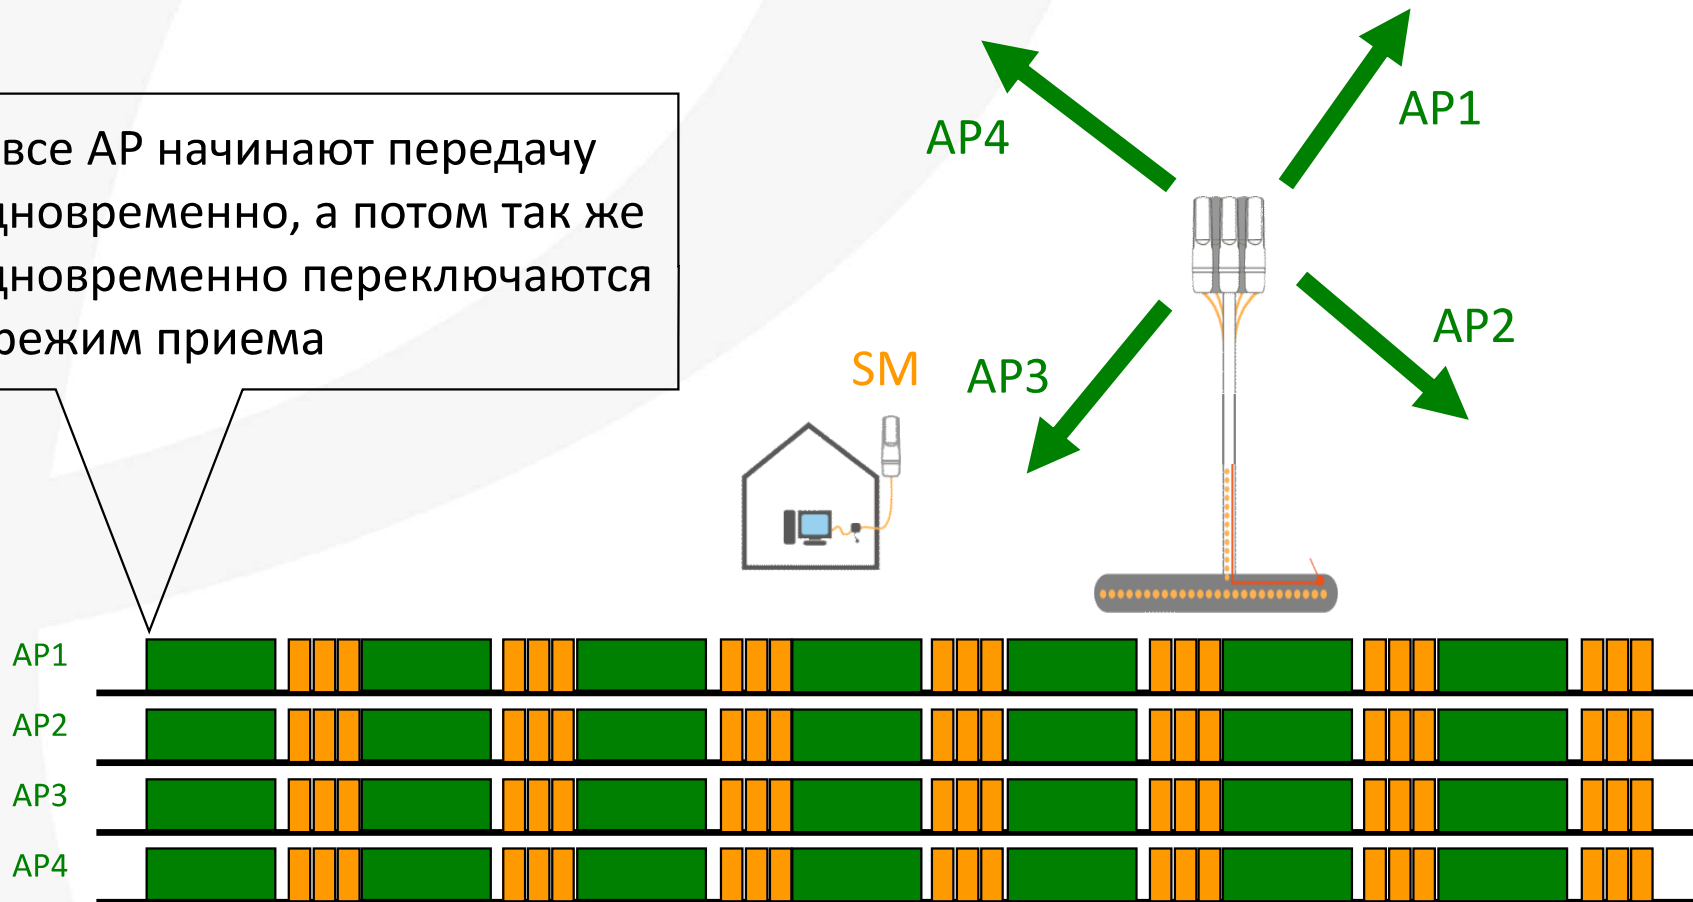 все АР начинают передачу
дновременно, а потом так же
дновременно переключаются
режим приема
AP4
AP1
AP2
SM
AP3
AP1
AP2
AP3
AP4